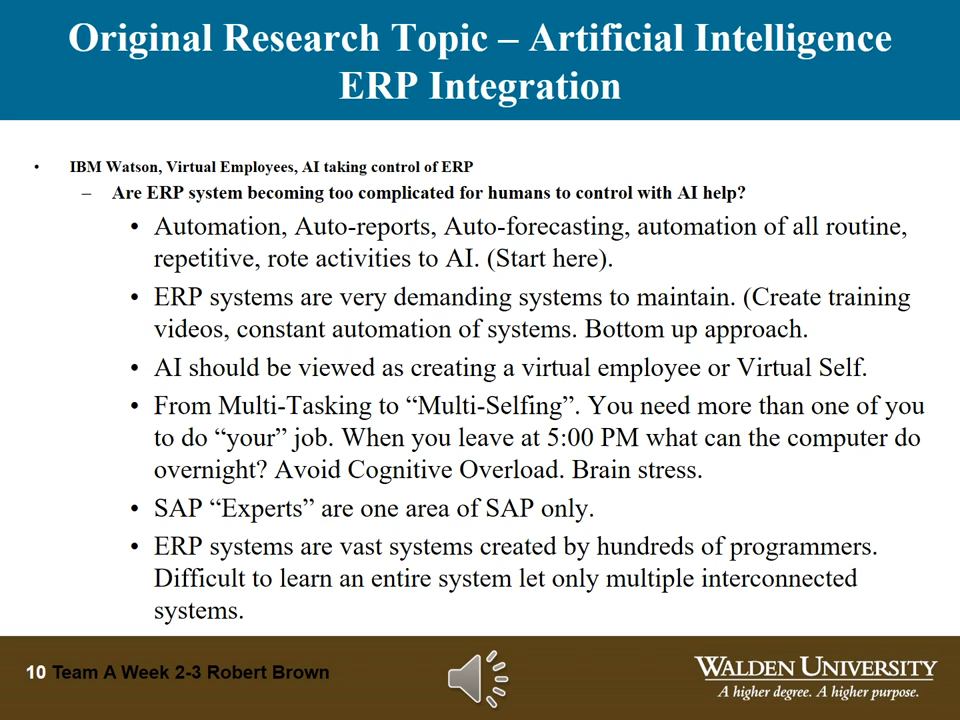 Original Research Topic – Artificial Intelligence
ERP Integration
• IBM Watson, Virtual Employees, AI taking control of ERP
– Are ERP system becoming too complicated for humans to control with AI help?
• Automation, Auto-reports, Auto-forecasting, automation of all routine,
repetitive, rote activities to AI. (Start here).
• ERP systems are very demanding systems to maintain. (Create training
videos, constant automation of systems. Bottom up approach.
• AI should be viewed as creating a virtual employee or Virtual Self.
• From Multi-Tasking to “Multi-Selfing”. You need more than one of you
to do “your” job. When you leave at 5:00 PM what can the computer do
overnight? Avoid Cognitive Overload. Brain stress.
• SAP “Experts” are one area of SAP only.
• ERP systems are vast systems created by hundreds of programmers.
Difficult to learn an entire system let only multiple interconnected
systems.
10 Team A Week 2-3 Robert Brown
WALDEN UNIVERSITY
A higher degree. A higher purpose.